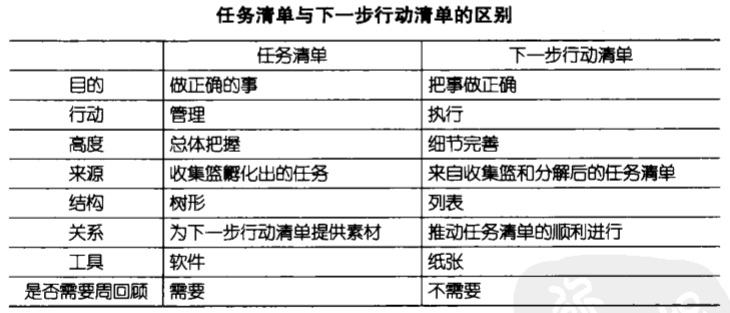 任务清单与下一步行动清单的区别
任务清单 下一步行动清单
目的 做正确的事 把事做正确
行动 管理 执行
高度 总体把握 细节完善
来源 收集篮孵化出的任务 来自收集篮和分解后的任务清单
结构 树形 列表
关系 为下一步行动清单提供素材 推动任务清单的顺利进行
工具 软件 纸张
是否需要周回顾 需要 不需要